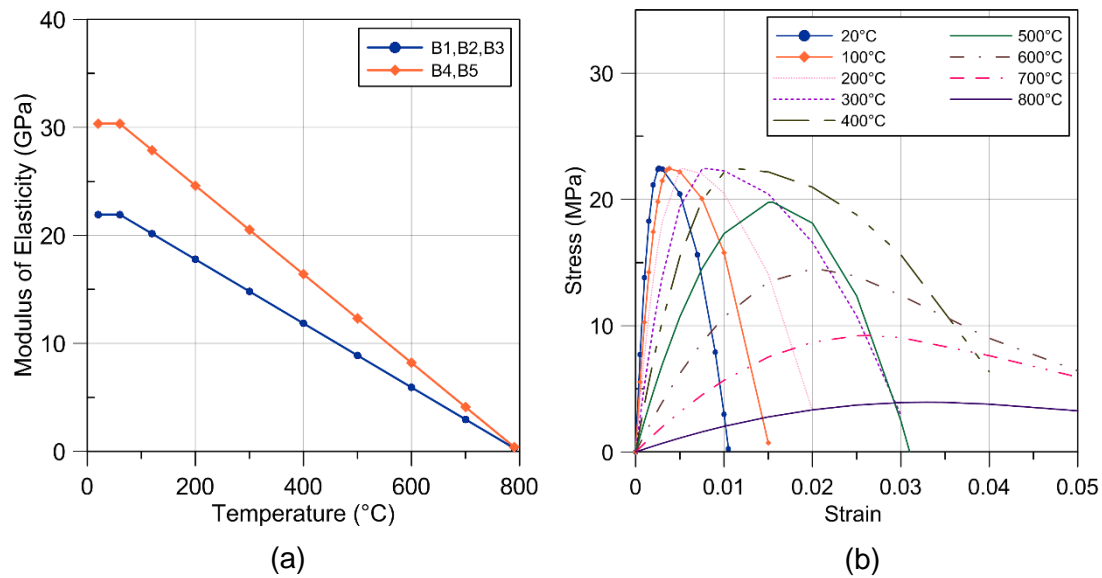 40
30
20
10
0
Modulus of Elasticity (GPa)
B1,B2,B3
B4,B5
0 200 400 600 800
Temperature (°C)
(a)
30
20
10
0
Stress (MPa)
20°C
100°C
200°C
300°C
400°C
500°C
600°C
700°C
800°C
0 0.01 0.02 0.03 0.04 0.05
Strain
(b)